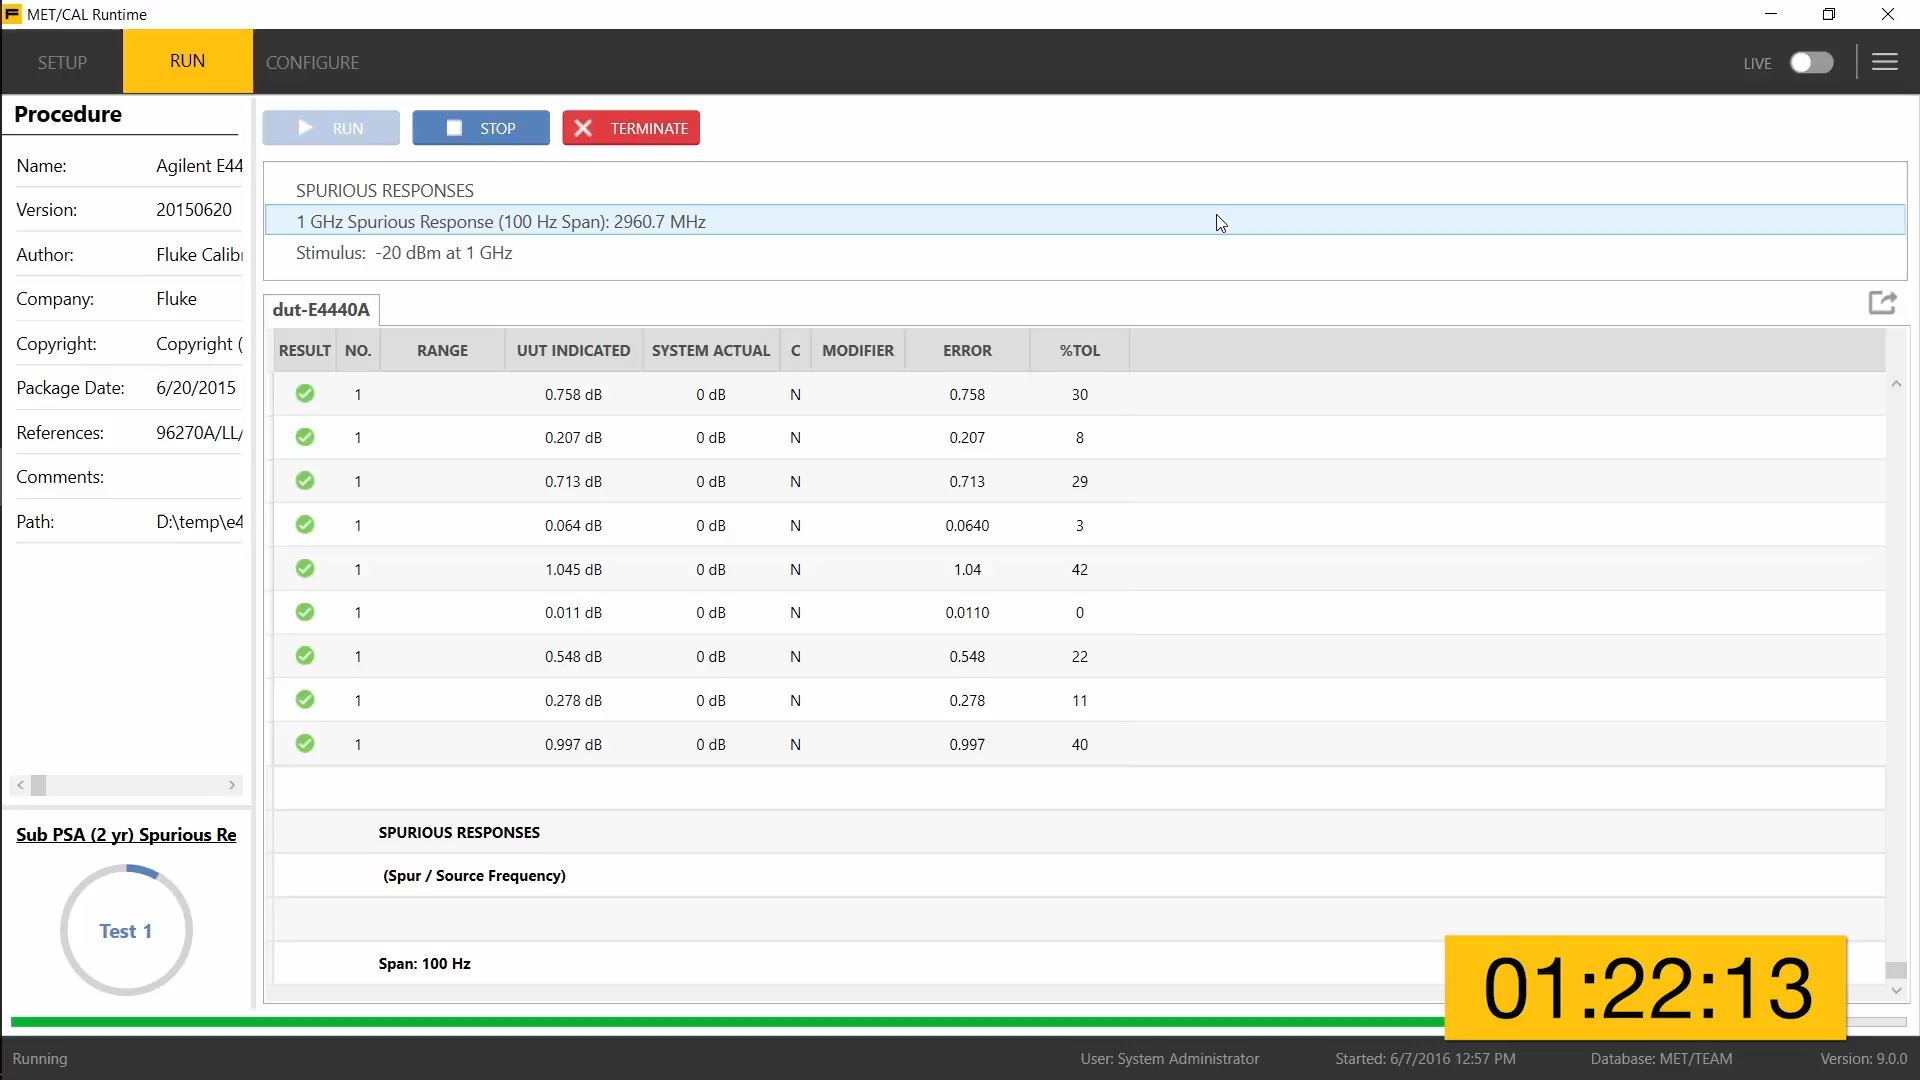 MET/CAL Runtime
SETUP RUN CONFIGURE LIVE
Procedure
Name: Agilent E44
Version: 20150620
Author: Fluke Calib
Company: Fluke
Copyright: Copyright (
Package Date: 6/20/2015
References: 96270A/LL/
Comments:
Path: D:\temp\e4
Sub PSA (2 yr) Spurious Re
Test 1
RUN STOP TERMINATE
SPURIOUS RESPONSES
1 GHz Spurious Response (100 Hz Span): 2960.7 MHz
Stimulus: -20 dBm at 1 GHz
dut-E4440A
RESULT NO. RANGE UUT INDICATED SYSTEM ACTUAL C MODIFIER ERROR %TOL
1 0.758 dB 0 dB N 0.758 30
1 0.207 dB 0 dB N 0.207 8
1 0.713 dB 0 dB N 0.713 29
1 0.064 dB 0 dB N 0.0640 3
1 1.045 dB 0 dB N 1.04 42
1 0.011 dB 0 dB N 0.0110 0
1 0.548 dB 0 dB N 0.548 22
1 0.278 dB 0 dB N 0.278 11
1 0.997 dB 0 dB N 0.997 40
SPURIOUS RESPONSES
(Spur / Source Frequency)
Span: 100 Hz
01:22:13
Running User: System Administrator Started: 6/7/2016 12:57 PM Database: MET/TEAM Version: 9.0.0